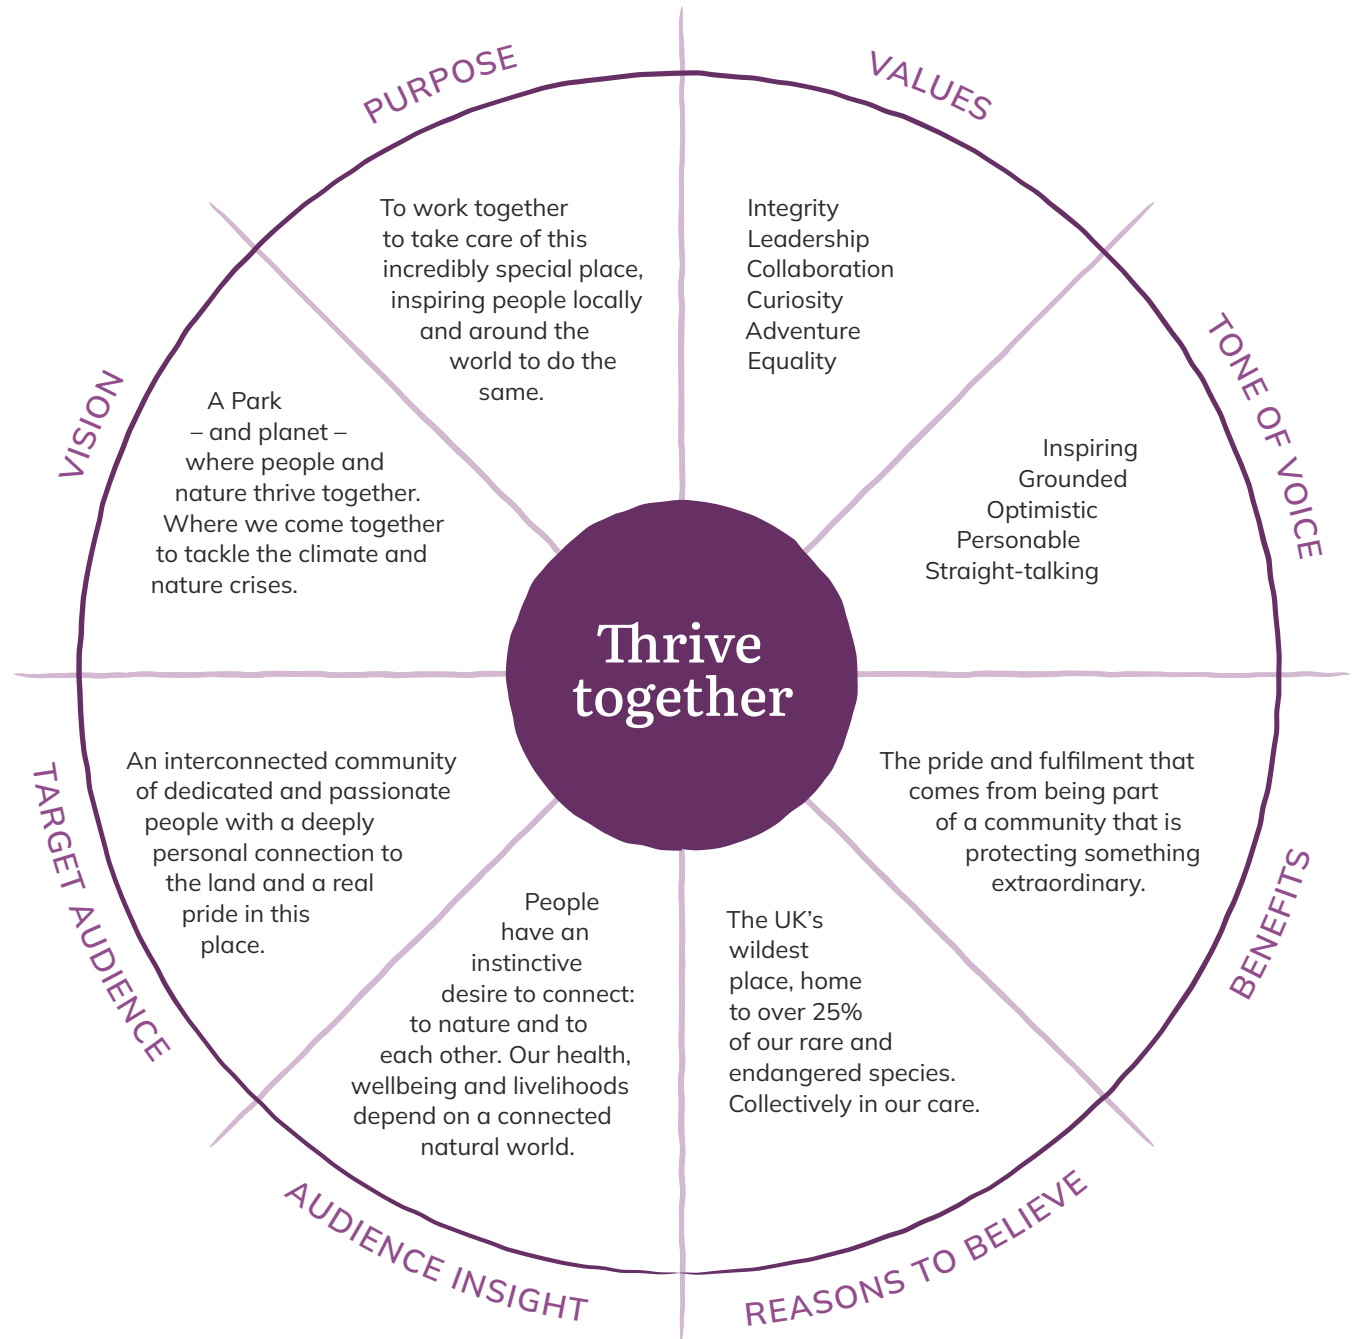 PURPOSE
To work together
to take care of this
incredibly special place,
inspiring people locally
and around the
world to do the
same.
VALUES
Integrity
Leadership
Collaboration
Curiosity
Adventure
Equality
TONE OF VOICE
Inspiring
Grounded
Optimistic
Personable
Straight-talking
BENEFITS
The pride and fulfilment that
comes from being part
of a community that is
protecting something
extraordinary.
REASONS TO BELIEVE
The UK’s
wildest
place, home
to over 25%
of our rare and
endangered species.
Collectively in our care.
AUDIENCE INSIGHT
People
have an
instinctive
desire to connect:
to nature and to
each other. Our health,
wellbeing and livelihoods
depend on a connected
natural world.
TARGET AUDIENCE
An interconnected community
of dedicated and passionate
people with a deeply
personal connection to
the land and a real
pride in this
place.
VISION
A Park
– and planet –
where people and
nature thrive together.
Where we come together
to tackle the climate and
nature crises.
Thrive
together